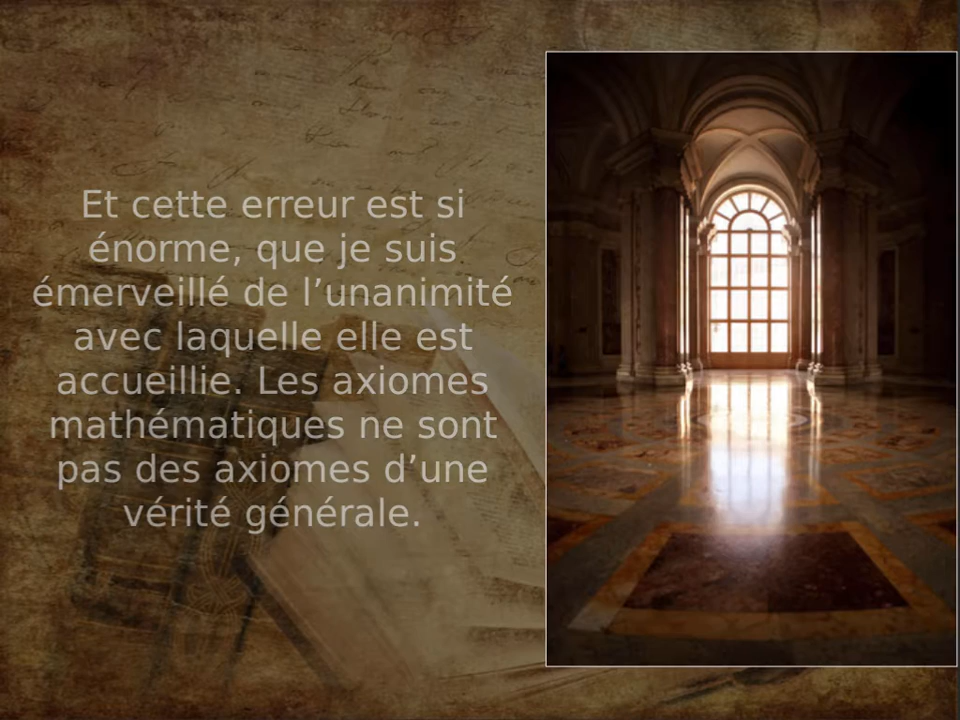 Et cette erreur est si
énorme, que je suis
émerveillé de l’unanimité
avec laquelle elle est
accueillie. Les axiomes
mathématiques ne sont
pas des axiomes d’une
vérité générale.